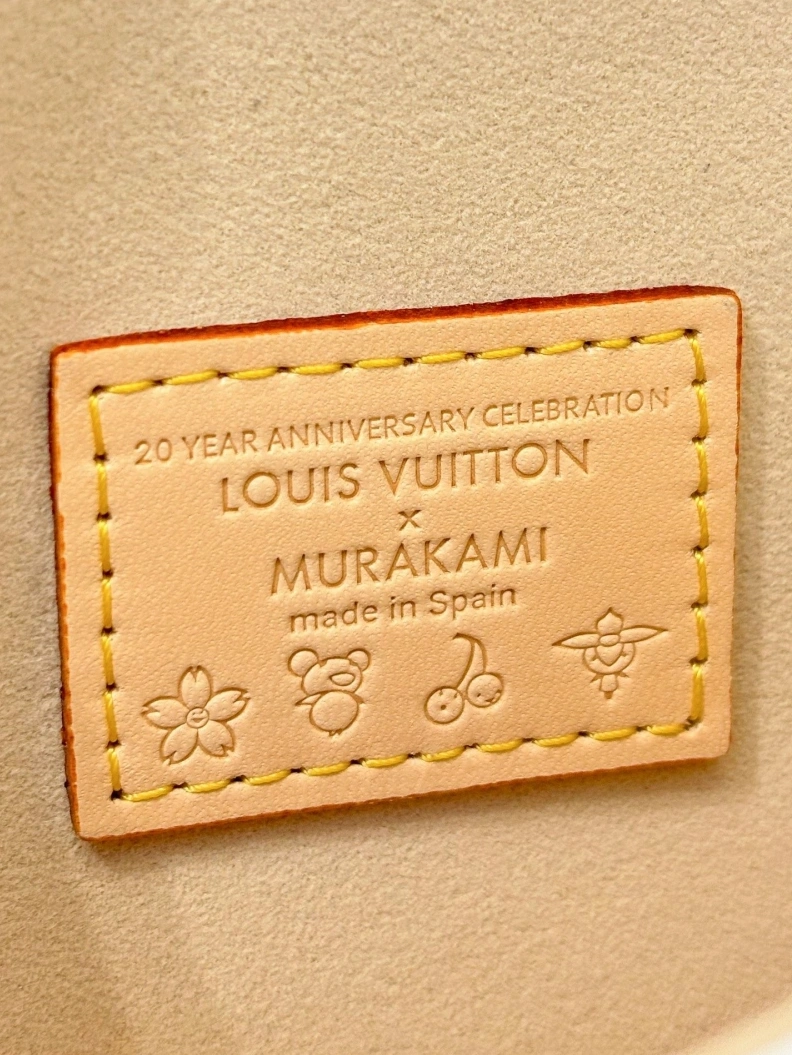 20 YEAR ANNIVERSARY CELEBRATION
LOUIS VUITTON
x
MURAKAMI
made in Spain